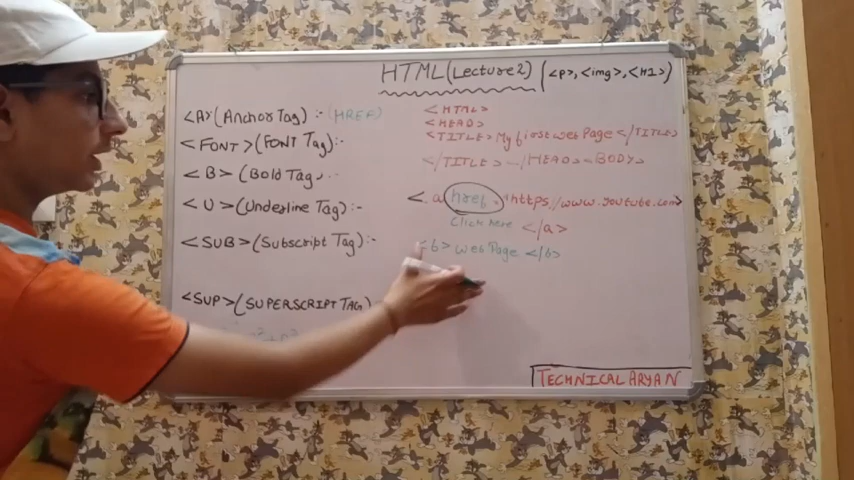 HTML(Lecture2) (<P>,<img>,<H1>)
<A>(Anchor Tag) :- (HREF)
<FONT>(FONT Tag):-
<B>(Bold Tag) :-
<U>(Underline Tag):-
<SUB>(Subscript Tag):-
<SUP>(SUPERSCRIPT TAG)
<HTML>
<HEAD>
<TITLE>My first web Page</TITLE>
</TITLE></HEAD><BODY>
<a href="https://www.youtube.com>
Click here </a>
<b> web Page </b>
TECHNICAL ARYAN